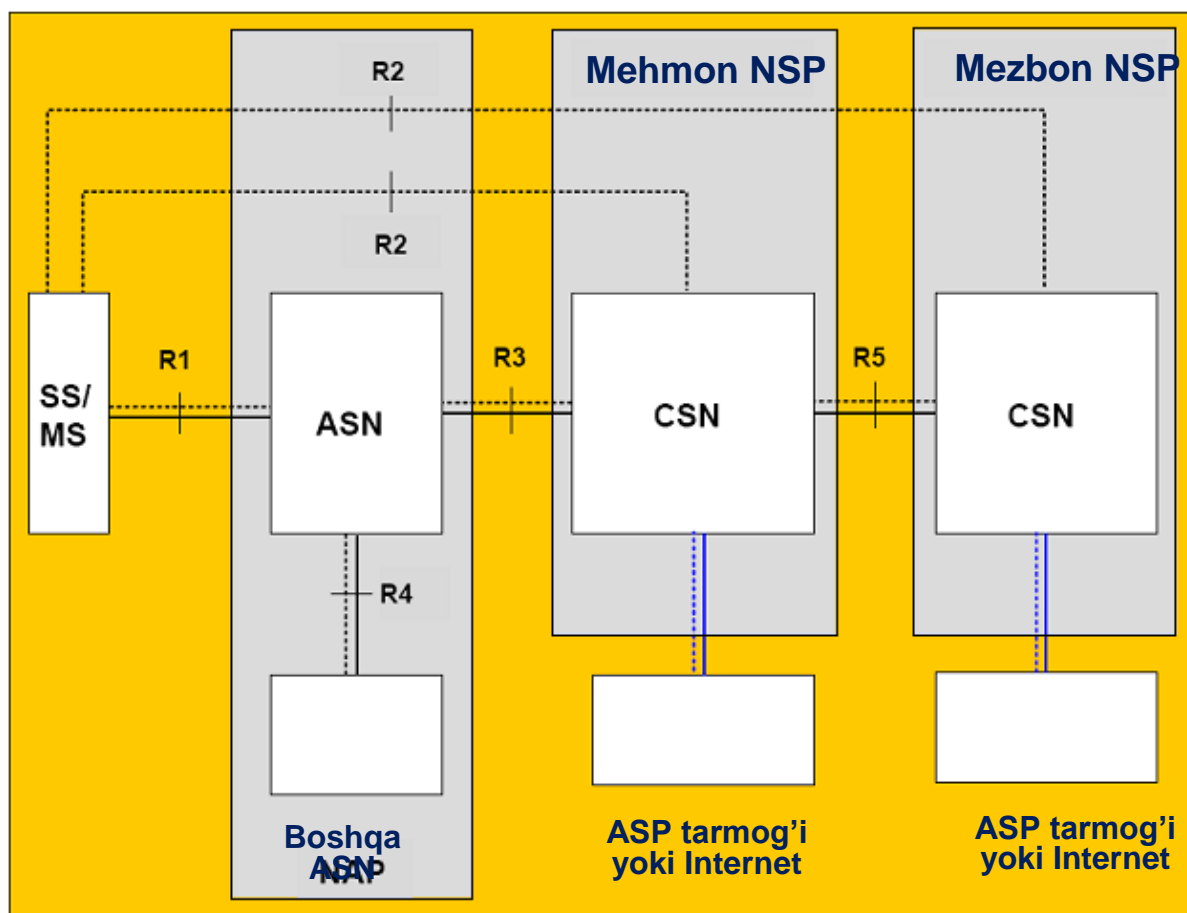 R2
Mehmon NSP
Mezbon NSP
R2
R1
R3
R5
SS/
MS
ASN
CSN
CSN
R4
Boshqa
ASN
NAP
ASP tarmog’i
yoki Internet
ASP tarmog’i
yoki Internet